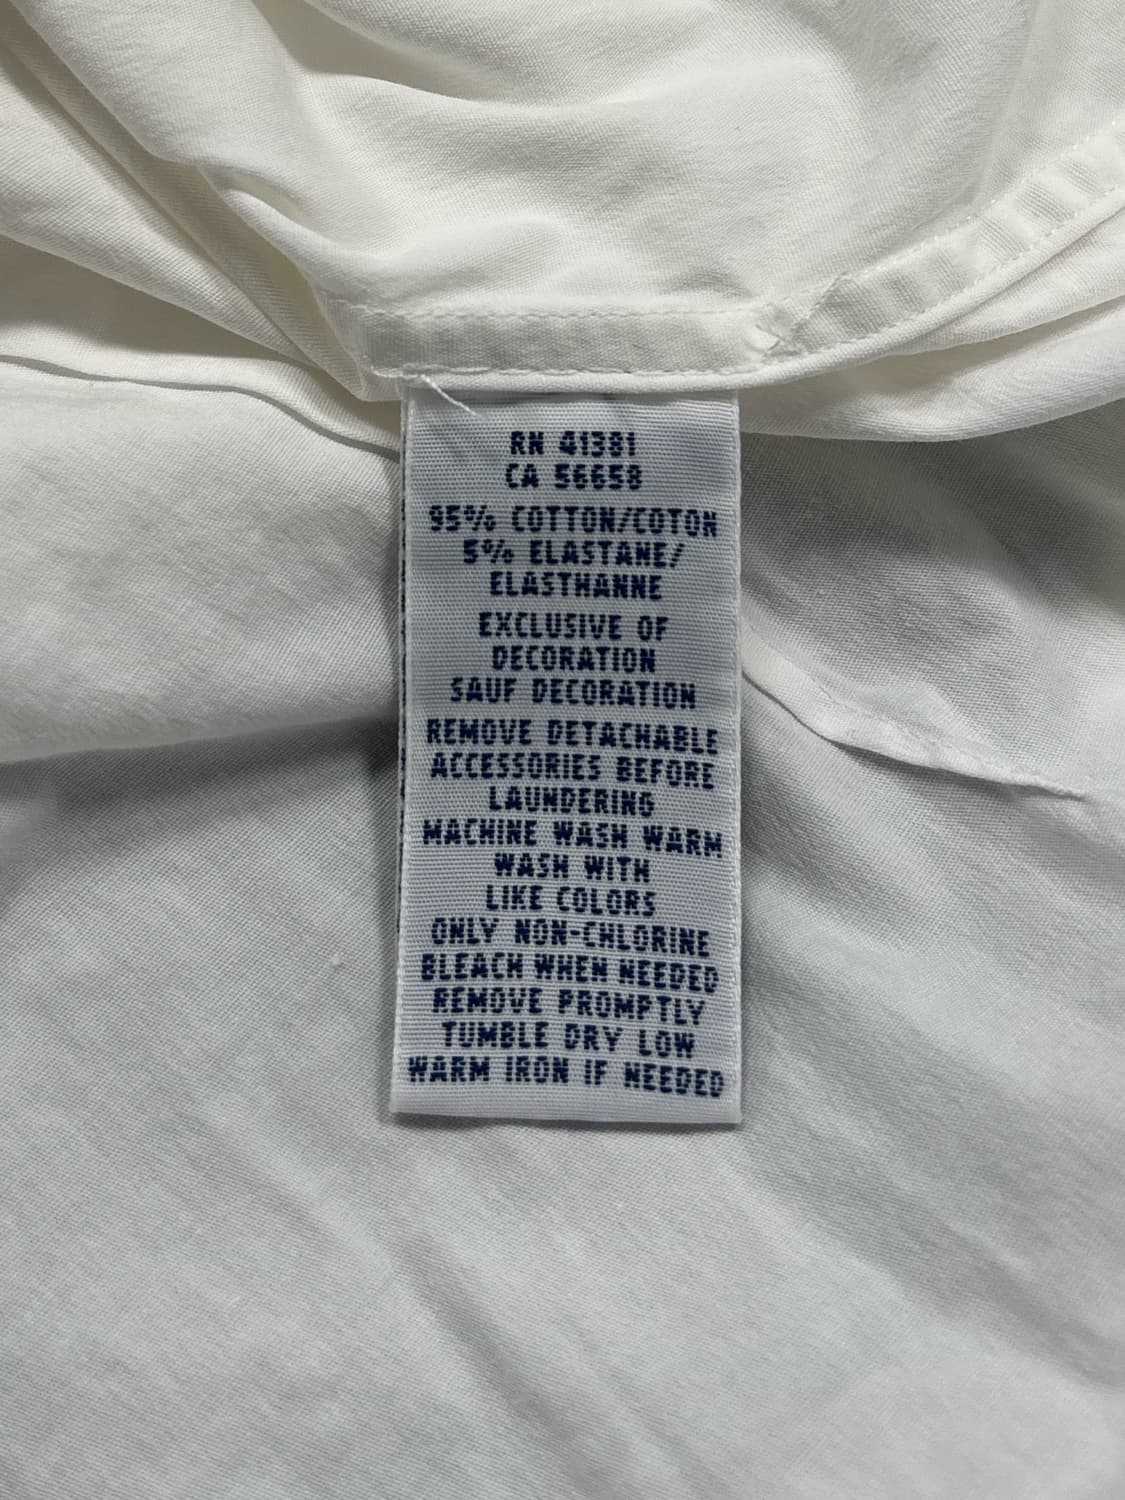 RN 41381
CA 56658
95% COTTON/COTON
5% ELASTANE/
ELASTHANNE
EXCLUSIVE OF
DECORATION
SAUF DECORATION
REMOVE DETACHABLE
ACCESSORIES BEFORE
LAUNDERING
MACHINE WASH WARM
WASH WITH
LIKE COLORS
ONLY NON-CHLORINE
BLEACH WHEN NEEDED
REMOVE PROMPTLY
TUMBLE DRY LOW
WARM IRON IF NEEDED